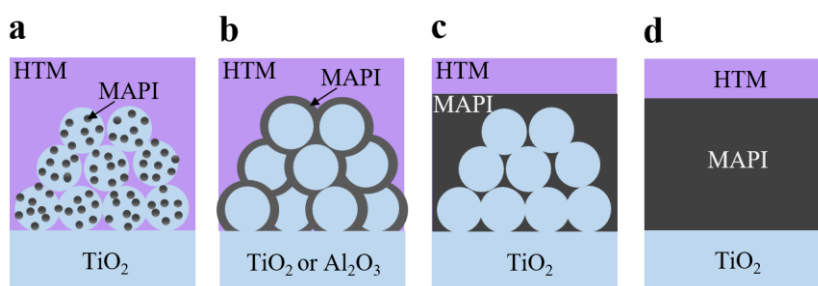 a
HTM
MAPI
TiO₂
b
HTM
MAPI
TiO₂ or Al₂O₃
c
HTM
MAPI
TiO₂
d
HTM
MAPI
TiO₂